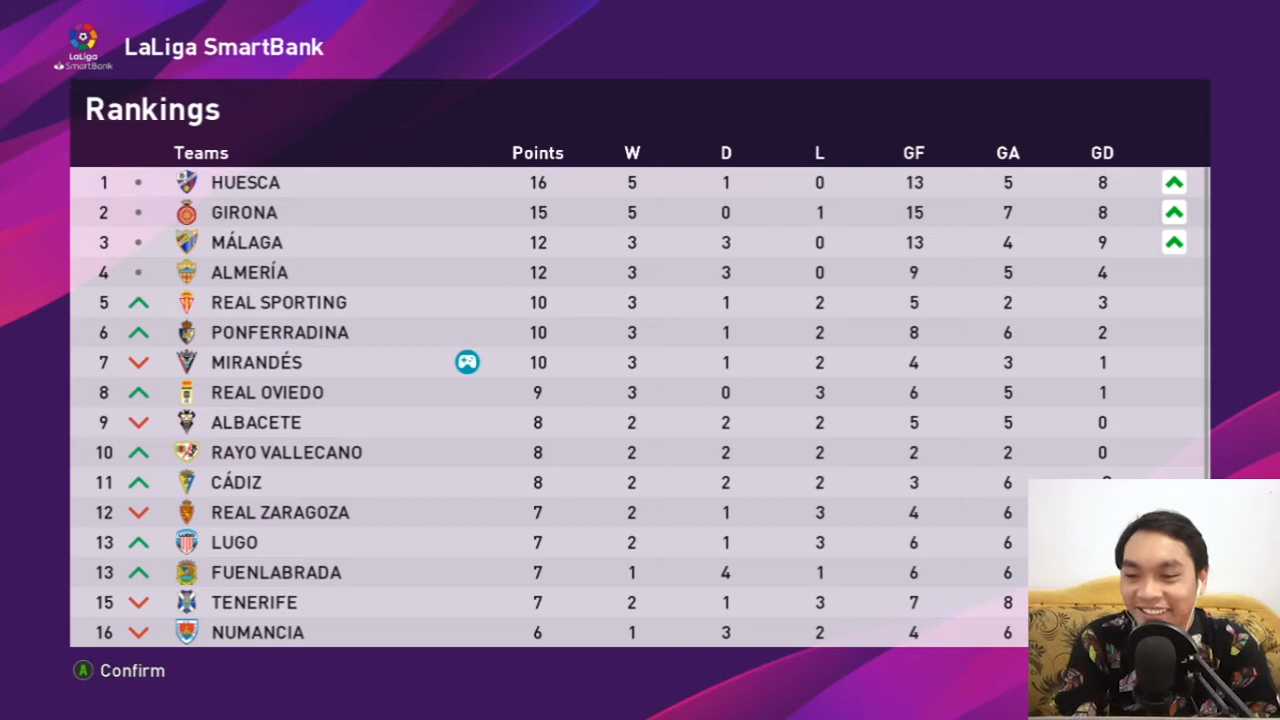 LaLiga SmartBank
LaLiga
SmartBank
Rankings
Teams Points W D L GF GA GD
1 HUESCA 16 5 1 0 13 5 8
2 GIRONA 15 5 0 1 15 7 8
3 MÁLAGA 12 3 3 0 13 4 9
4 ALMERÍA 12 3 3 0 9 5 4
5 REAL SPORTING 10 3 1 2 5 2 3
6 PONFERRADINA 10 3 1 2 8 6 2
7 MIRANDÉS 10 3 1 2 4 3 1
8 REAL OVIEDO 9 3 0 3 6 5 1
9 ALBACETE 8 2 2 2 5 5 0
10 RAYO VALLECANO 8 2 2 2 2 2 0
11 CÁDIZ 8 2 2 2 3 6
12 REAL ZARAGOZA 7 2 1 3 4 6
13 LUGO 7 2 1 3 6 6
13 FUENLABRADA 7 1 4 1 6 6
15 TENERIFE 7 2 1 3 7 8
16 NUMANCIA 6 1 3 2 4 6
A Confirm